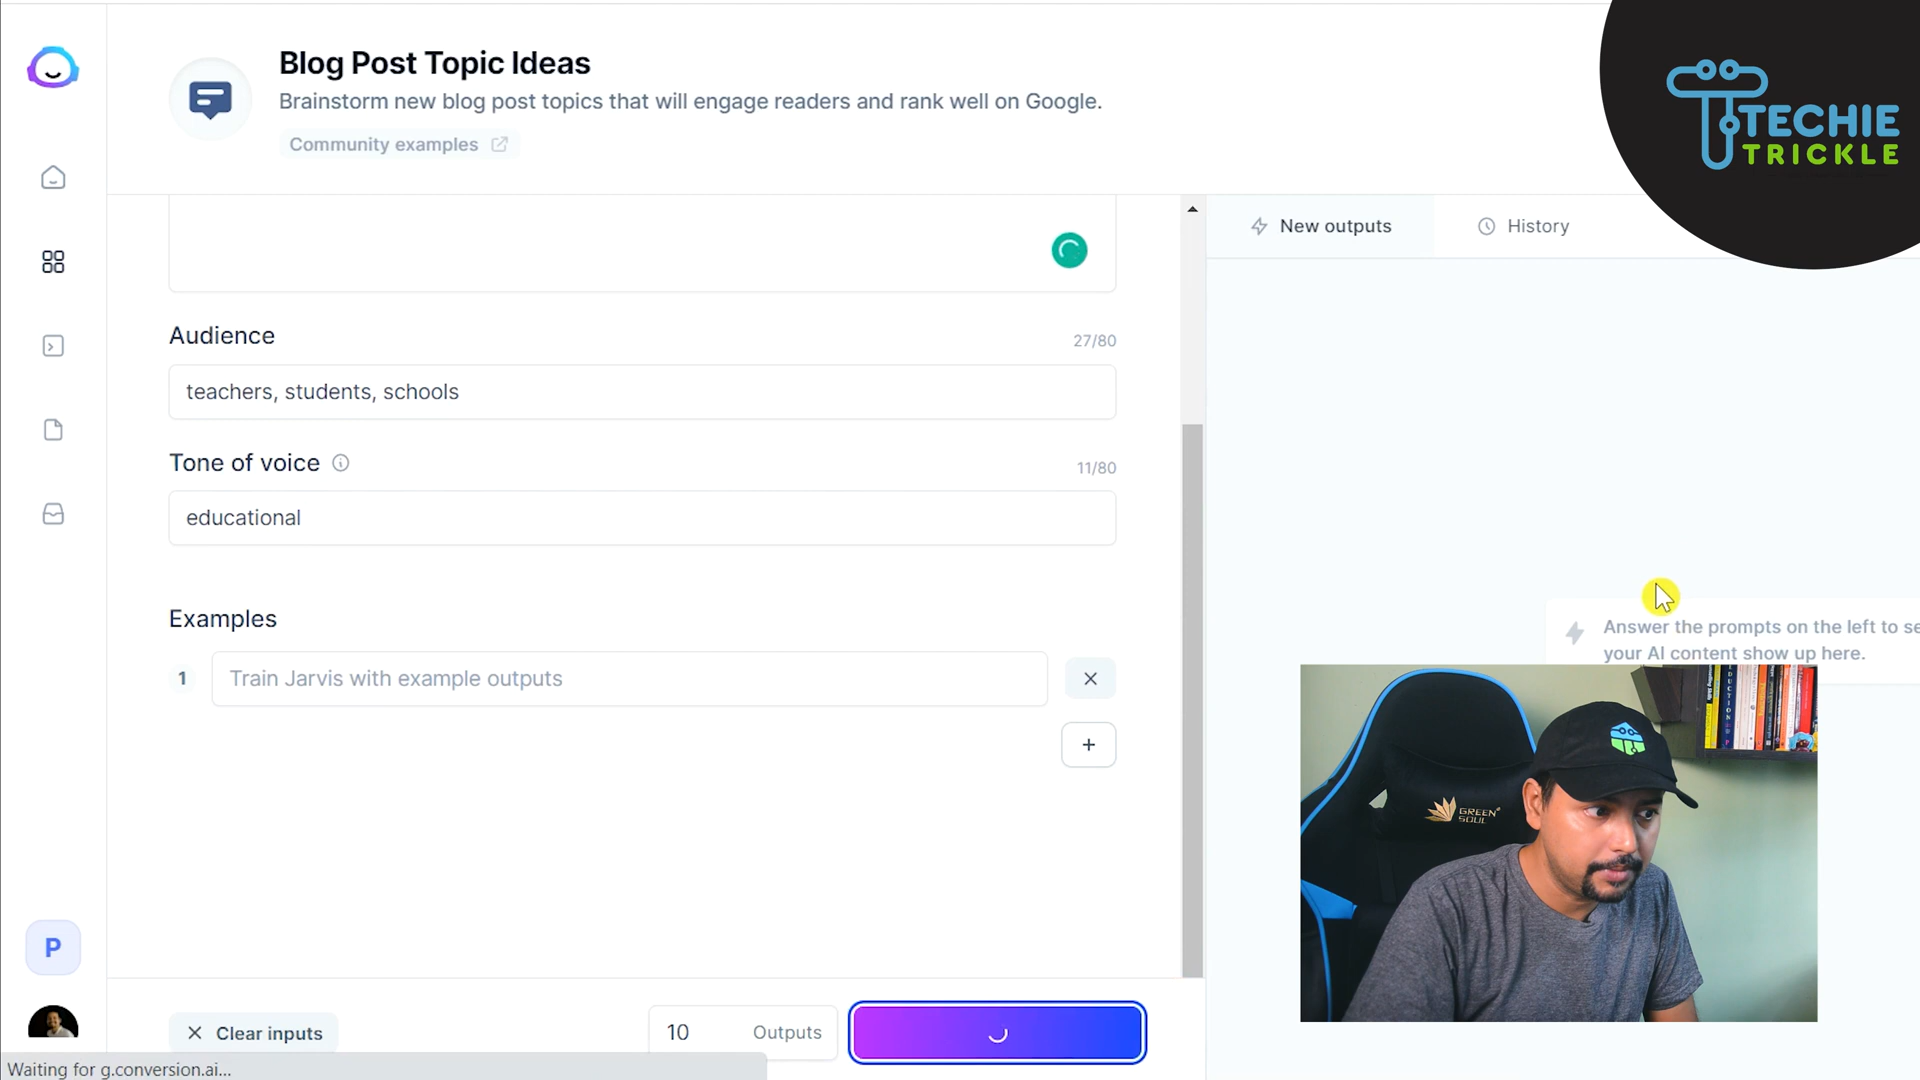 Blog Post Topic Ideas
Brainstorm new blog post topics that will engage readers and rank well on Google.
Community examples
TECHIE
TRICKLE
New outputs
History
Audience
27/80
teachers, students, schools
Tone of voice
11/80
educational
Examples
1
Train Jarvis with example outputs
+
Answer the prompts on the left to se
your AI content show up here.
GREEN
SOUL
P
Clear inputs
10
Outputs
Waiting for g.conversion.ai...